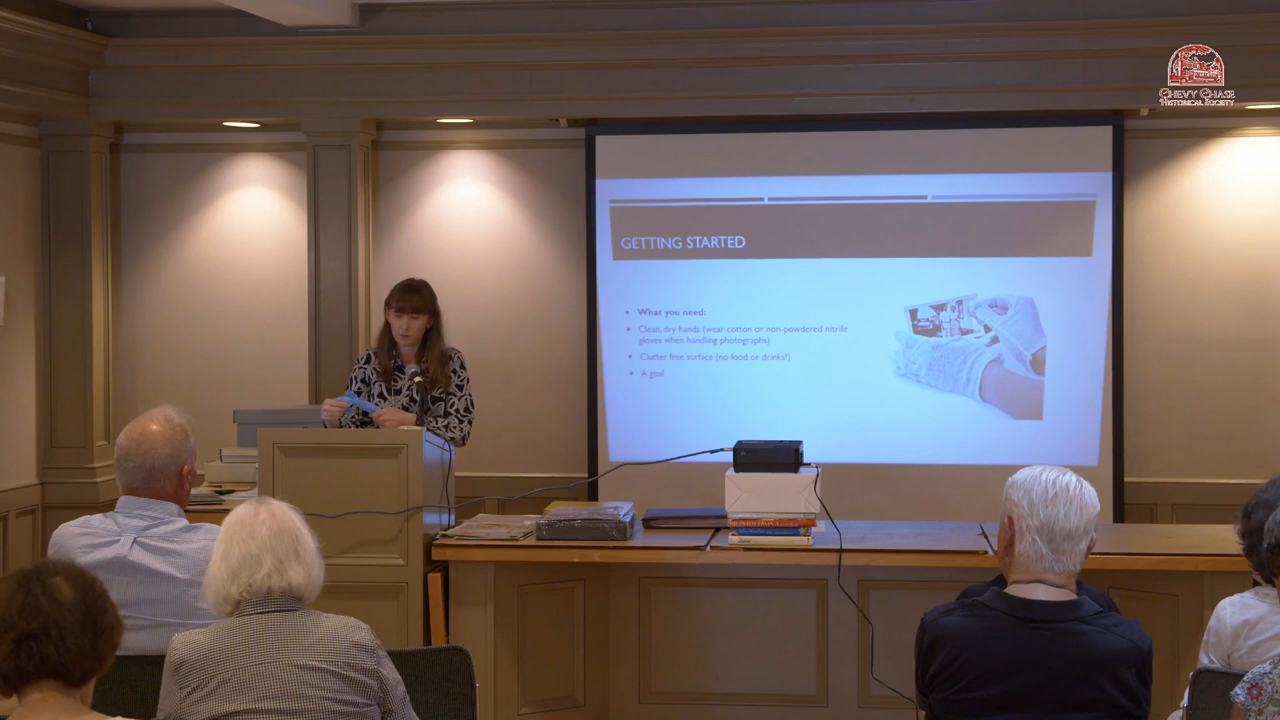 CHEVY CHASE
HISTORICAL SOCIETY
GETTING STARTED
What you need:
Clean, dry hands (wear cotton or non-powdered nitrile
gloves when handling photographs)
Clutter free surface (no food or drinks!)
A goal